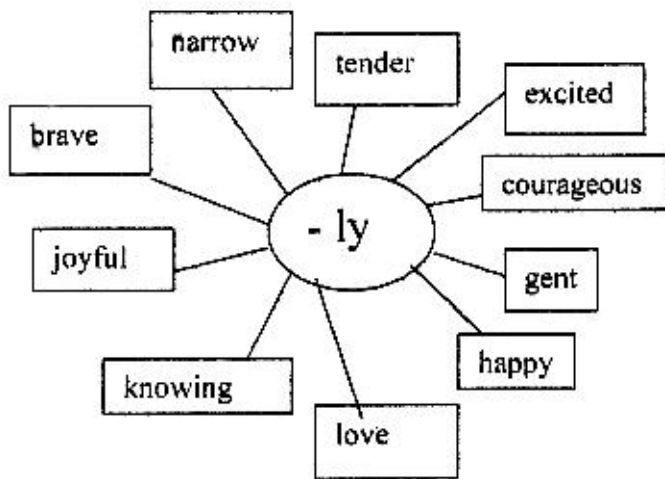 narrow
tender
excited
brave
courageous
- ly
joyful
gent
happy
knowing
love